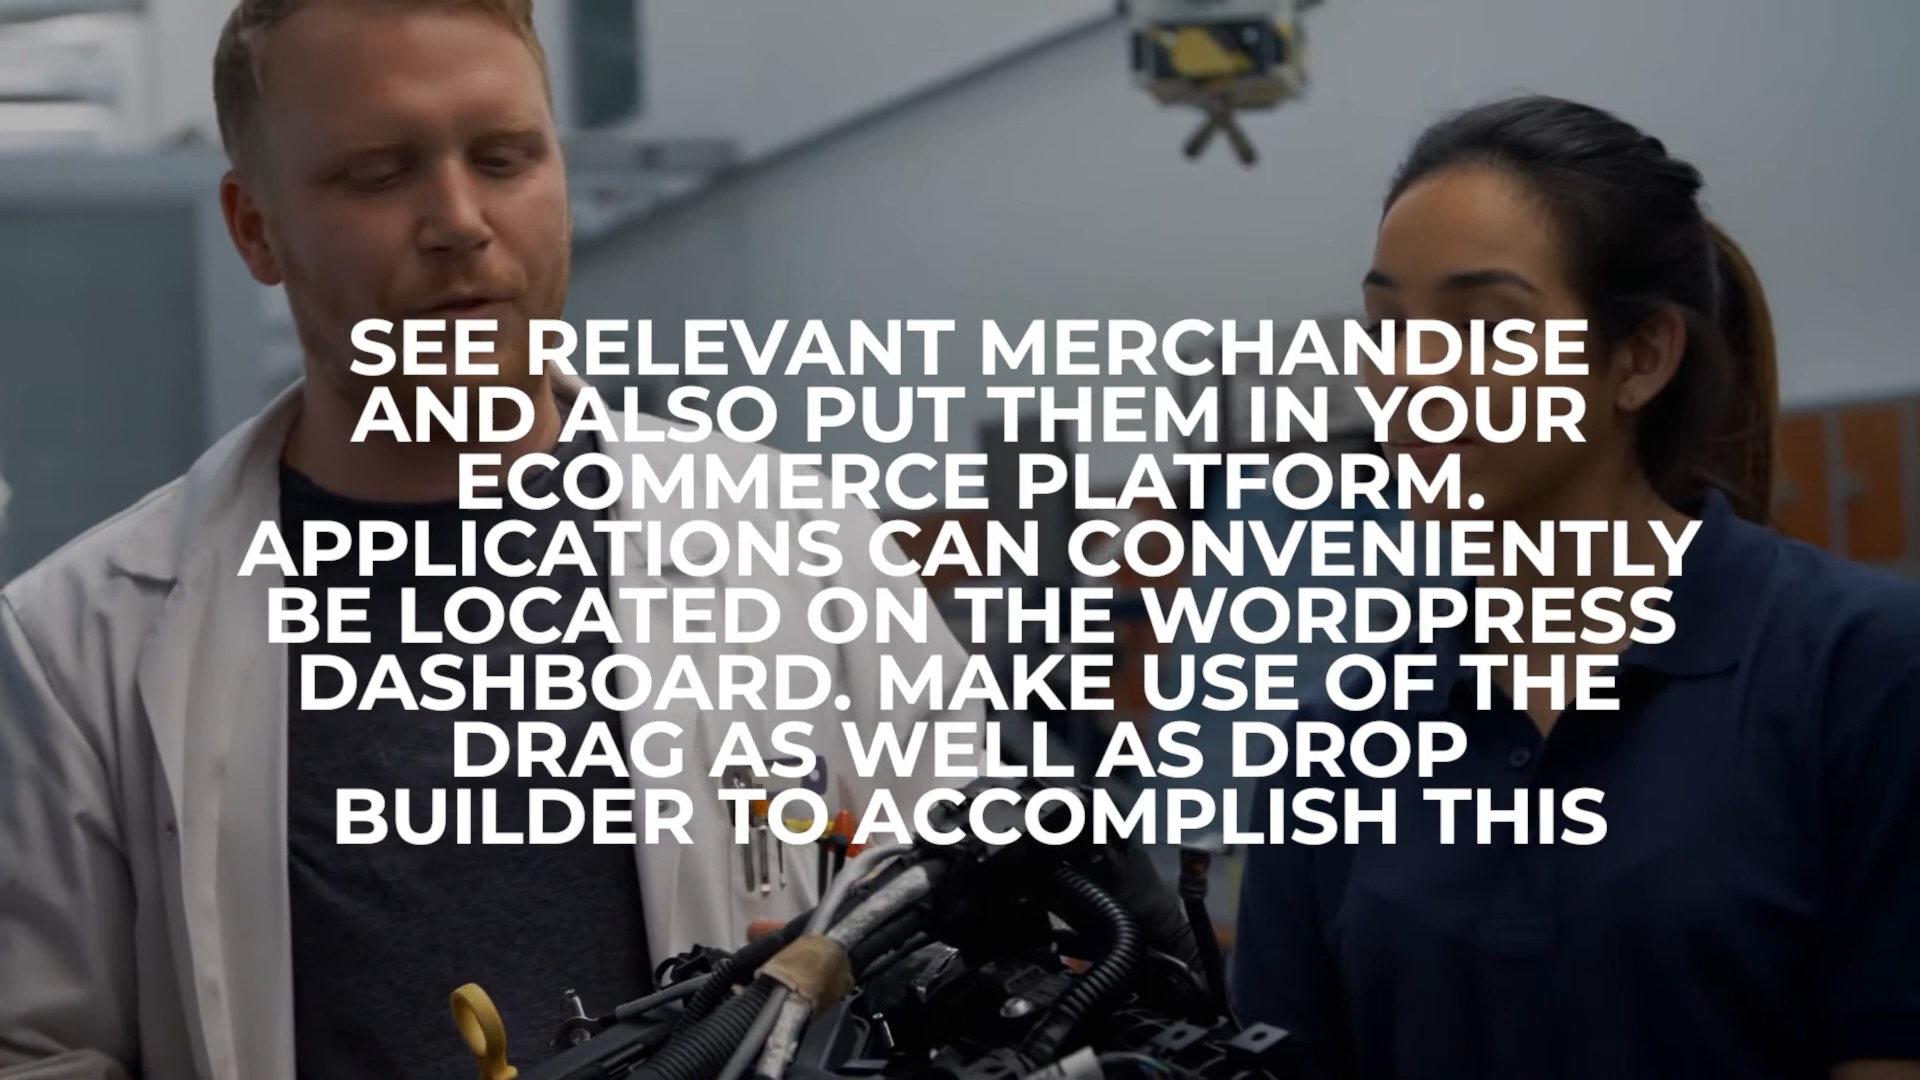 SEE RELEVANT MERCHANDISE
AND ALSO PUT THEM IN YOUR
ECOMMERCE PLATFORM.
APPLICATIONS CAN CONVENIENTLY
BE LOCATED ON THE WORDPRESS
DASHBOARD. MAKE USE OF THE
DRAG AS WELL AS DROP
BUILDER TO ACCOMPLISH THIS